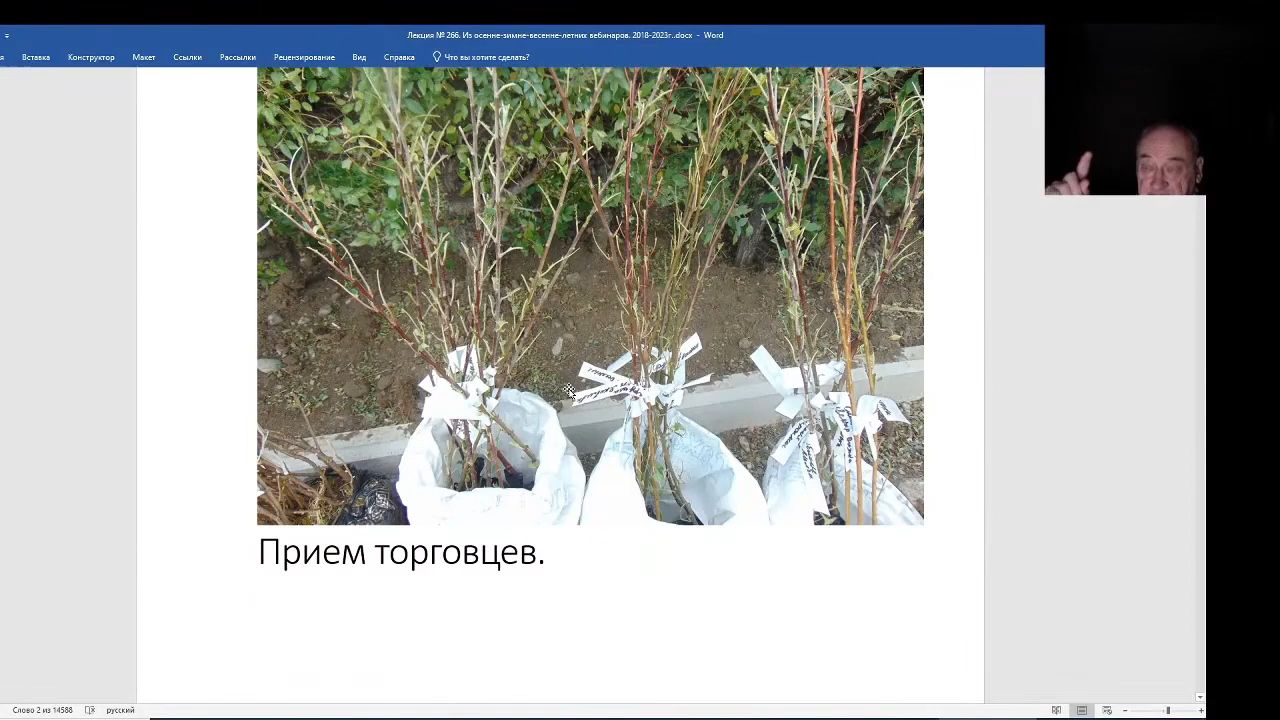 Лекция № 266. Из осенне-зимне-весенне-летних вебинаров. 2018-2023г..docx - Word
Вставка Конструктор Макет Ссылки Рассылки Рецензирование Вид Справка Что вы хотите сделать?
Прием торговцев.
Слово 2 из 14588 русский